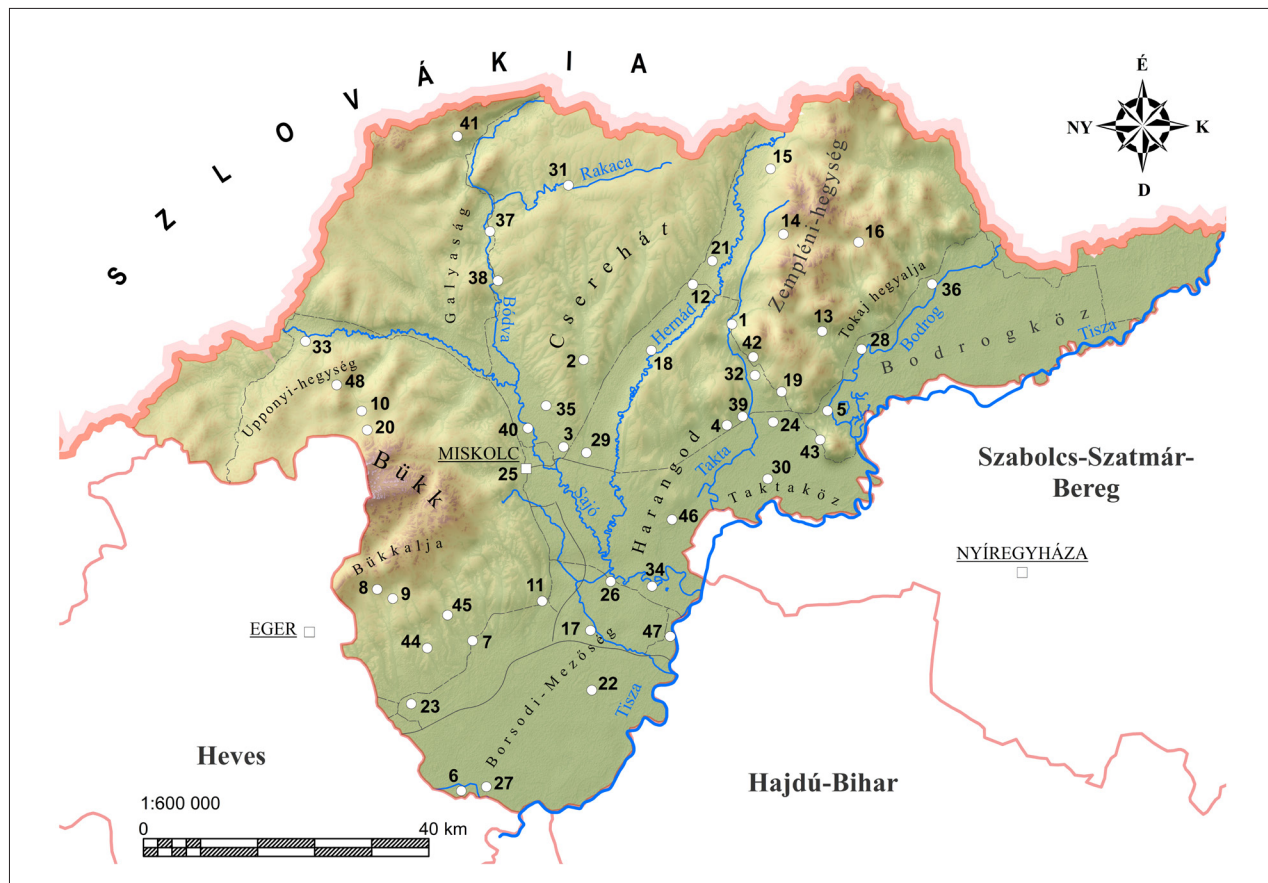 SZLOVÁKIA
É
NY
K
D
41
15
31
Rakaca
37
14
16
Galyaság
Cserehát
21
Zempléni-hegység
38
12
36
Tokaj hegyalja
Bódva
Hernád
1
13
33
18
28
Bodrog
Bodrogköz
Tisza
2
42
48
32
Upponyi-hegység
10
35
19
39
5
20
40
4
24
3
29
43
MISKOLC
25
Bükk
Takta
30
Taktaköz
Szabolcs-Szatmár-
Bereg
Sajó
Harangod
46
NYÍREGYHÁZA
Bükkalja
8
9
34
26
11
45
EGER
17
47
44
7
Borsodi-Mezőség
22
Tisza
23
Heves
6
27
Hajdú-Bihar
1:600 000
0
40 km